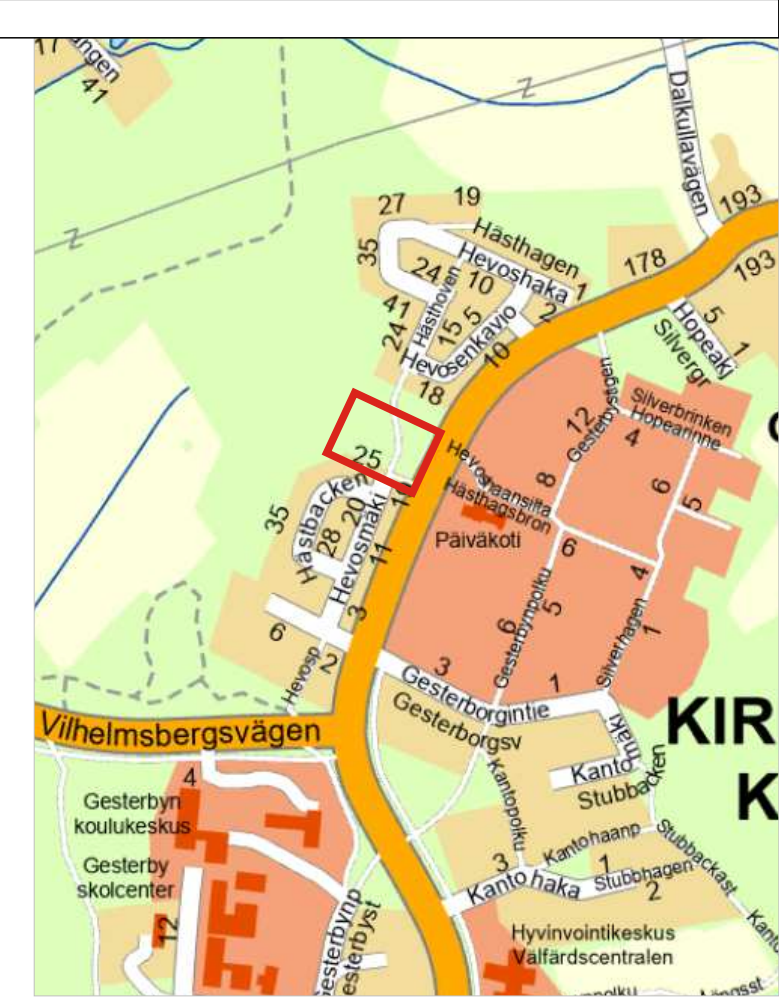 17
41
Z
Z
Dalkullavägen
193
193
178
27
19
35
Hästhagen
Hevoshaka
1
24
10
Hästhoven
41
24
15
5
2
Hevosenkavio
10
18
5
Hopeakj
1
Silvergr
Gesterbystigen
12
Silverbrinken
Hopearinne
4
25
Hevoshaansilta
Hästhagsbron
8
6
5
Hästbacken
20
35
28
Hevosmäki
11
Päiväkoti
6
4
3
6
Gesterbynpolku
5
6
Silverhagen
1
2
Hevosp
3
1
Gesterborgintie
Gesterborgsv
Vilhelmsbergsvägen
mäki
KIR
K
Kanto
Stubbacken
4
Gesterbyn
koulukeskus
Kantopolku
Kantohaanp
Stubbackast
3
1
Gesterby
skolcenter
Kantohaka
Stubbhagen
2
12
Hyvinvointikeskus
Välfärdscentralen